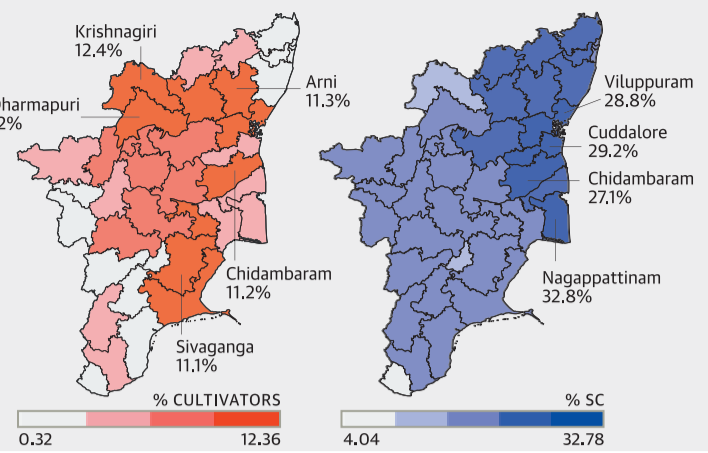 Krishnagiri
12.4%
Dharmapuri
2%
Arni
11.3%
Chidambaram
11.2%
Sivaganga
11.1%
% CULTIVATORS
0.32 12.36
Viluppuram
28.8%
Cuddalore
29.2%
Chidambaram
27.1%
Nagappattinam
32.8%
% SC
4.04 32.78